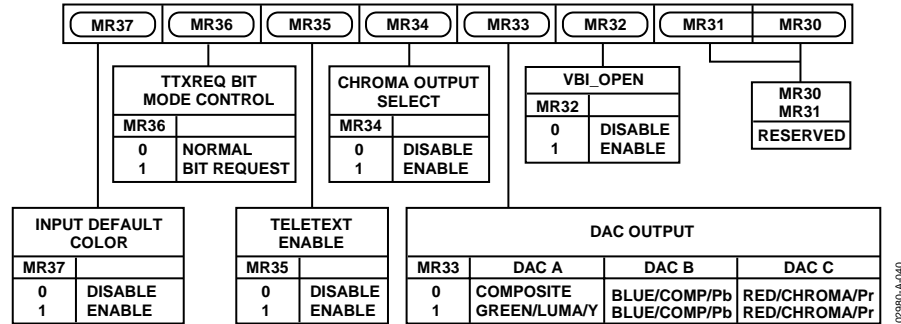 MR37 MR36 MR35 MR34 MR33 MR32 MR31 MR30
TTXREQ BIT
MODE CONTROL
MR36
0 NORMAL
1 BIT REQUEST
CHROMA OUTPUT
SELECT
MR34
0 DISABLE
1 ENABLE
VBI_OPEN
MR32
0 DISABLE
1 ENABLE
MR30
MR31
RESERVED
INPUT DEFAULT
COLOR
MR37
0 DISABLE
1 ENABLE
TELETEXT
ENABLE
MR35
0 DISABLE
1 ENABLE
DAC OUTPUT
MR33 DAC A DAC B DAC C
0 COMPOSITE BLUE/COMP/Pb RED/CHROMA/Pr
1 GREEN/LUMA/Y BLUE/COMP/Pb RED/CHROMA/Pr
02980-A-040